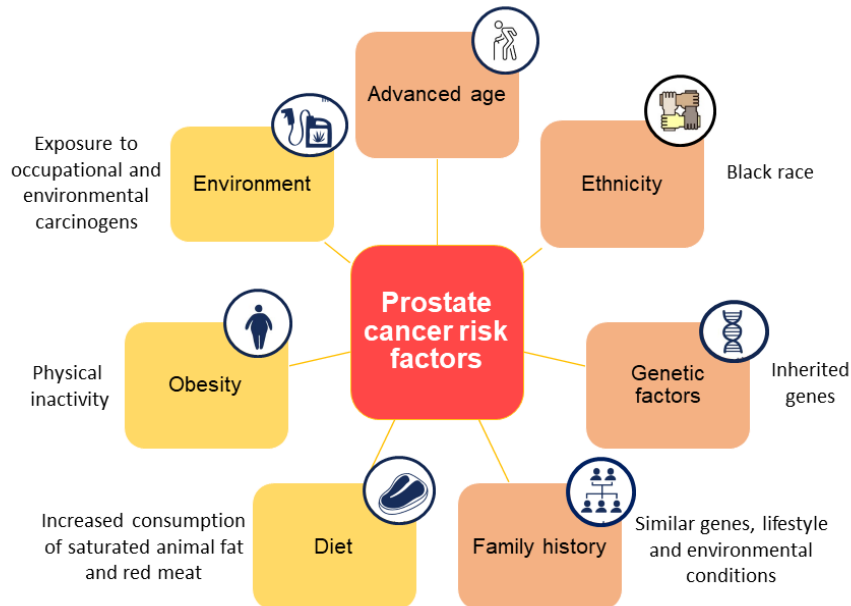 Prostate
cancer risk
factors
Advanced age
Ethnicity
Black race
Genetic
factors
Inherited
genes
Family history
Similar genes, lifestyle
and environmental
conditions
Diet
Increased consumption
of saturated animal fat
and red meat
Obesity
Physical
inactivity
Environment
Exposure to
occupational and
environmental
carcinogens